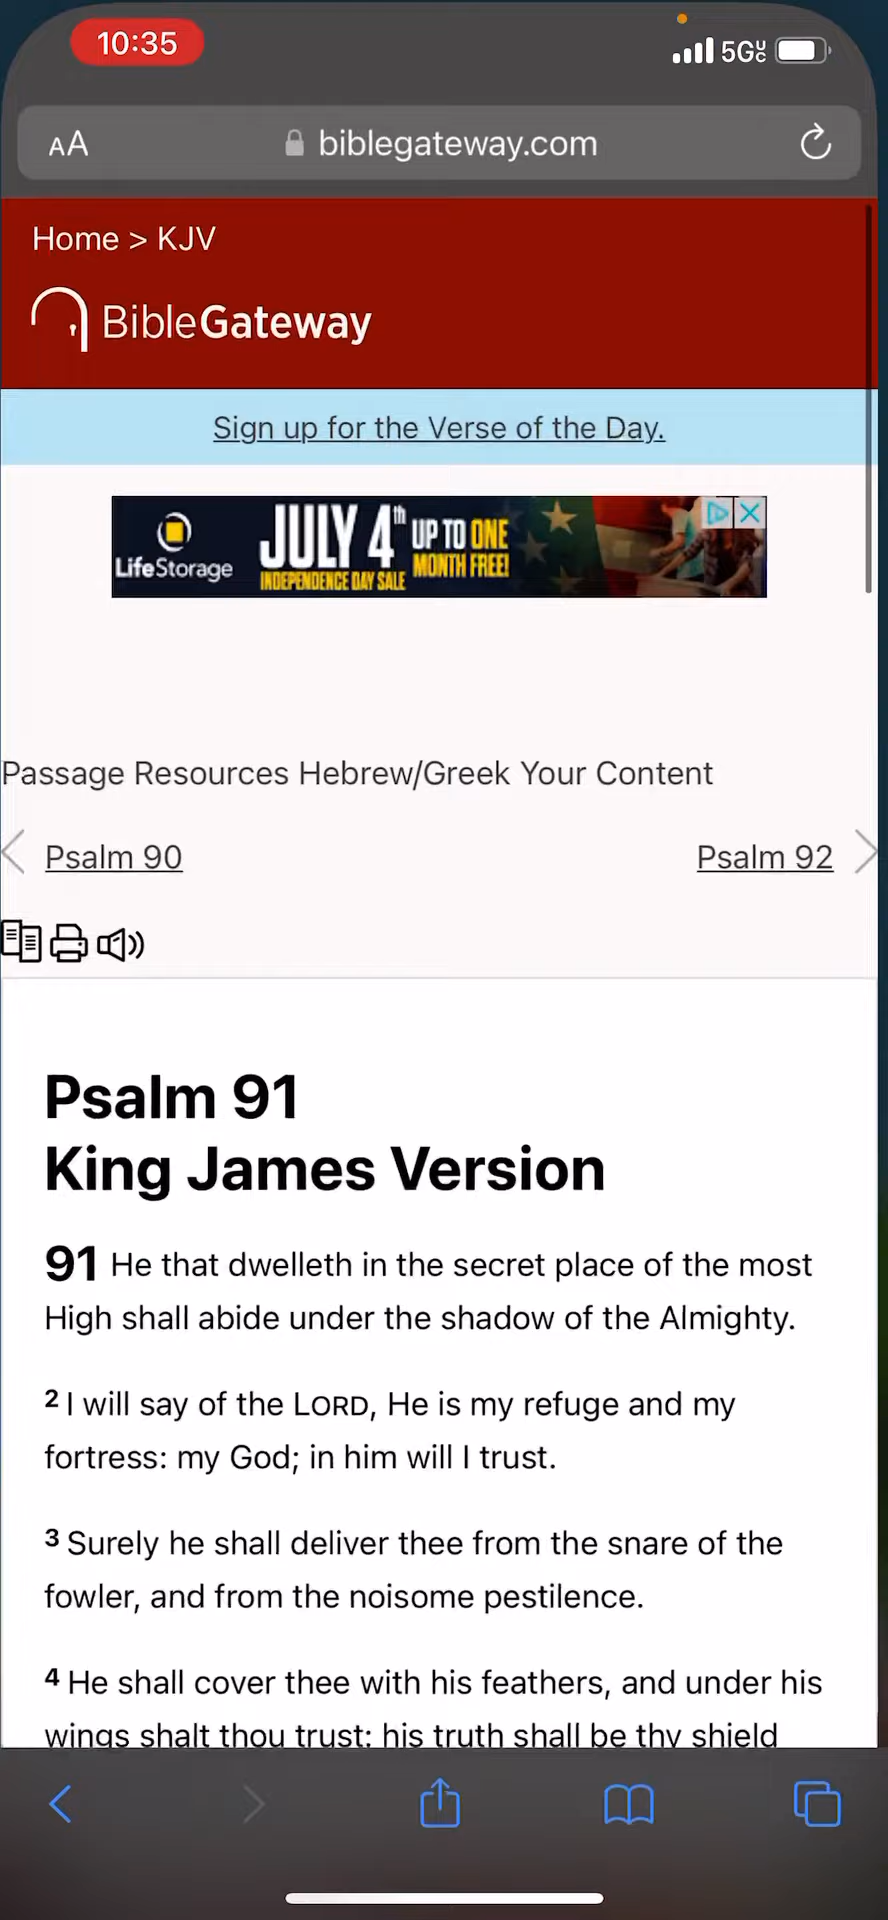 10:35
5G UC
AA biblegateway.com
Home > KJV
BibleGateway
Sign up for the Verse of the Day.
LifeStorage
JULY 4th
INDEPENDENCE DAY SALE
UP TO ONE
MONTH FREE!
Passage Resources Hebrew/Greek Your Content
Psalm 90 Psalm 92
Psalm 91
King James Version
91 He that dwelleth in the secret place of the most
High shall abide under the shadow of the Almighty.
2 I will say of the LORD, He is my refuge and my
fortress: my God; in him will I trust.
3 Surely he shall deliver thee from the snare of the
fowler, and from the noisome pestilence.
4 He shall cover thee with his feathers, and under his
wings shalt thou trust: his truth shall be thy shield